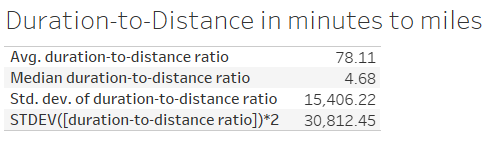 Duration-to-Distance in minutes to miles
Avg. duration-to-distance ratio 78.11
Median duration-to-distance ratio 4.68
Std. dev. of duration-to-distance ratio 15,406.22
STDEV([duration-to-distance ratio])*2 30,812.45